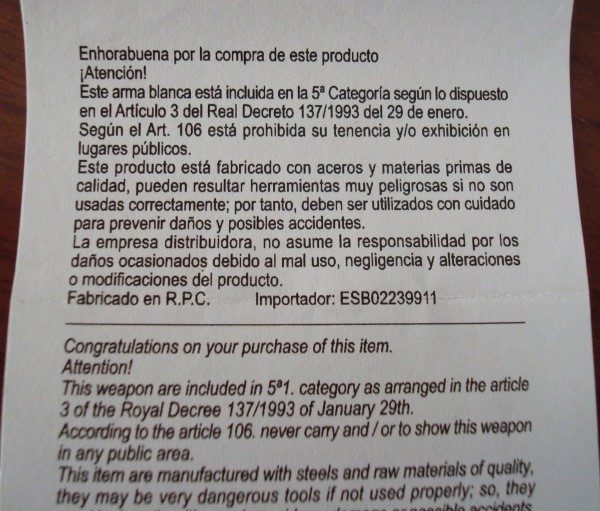 Enhorabuena por la compra de este producto
¡Atención!
Este arma blanca está incluida en la 5ª Categoría según lo dispuesto
en el Artículo 3 del Real Decreto 137/1993 del 29 de enero.
Según el Art. 106 está prohibida su tenencia y/o exhibición en
lugares públicos.
Este producto está fabricado con aceros y materias primas de
calidad, pueden resultar herramientas muy peligrosas si no son
usadas correctamente; por tanto, deben ser utilizados con cuidado
para prevenir daños y posibles accidentes.
La empresa distribuidora, no asume la responsabilidad por los
daños ocasionados debido al mal uso, negligencia y alteraciones
o modificaciones del producto.
Fabricado en R.P.C. Importador: ESB02239911
Congratulations on your purchase of this item.
Attention!
This weapon are included in 5ª1. category as arranged in the article
3 of the Royal Decree 137/1993 of January 29th.
According to the article 106. never carry and / or to show this weapon
in any public area.
This item are manufactured with steels and raw materials of quality,
they may be very dangerous tools if not used properly; so, they
accidents